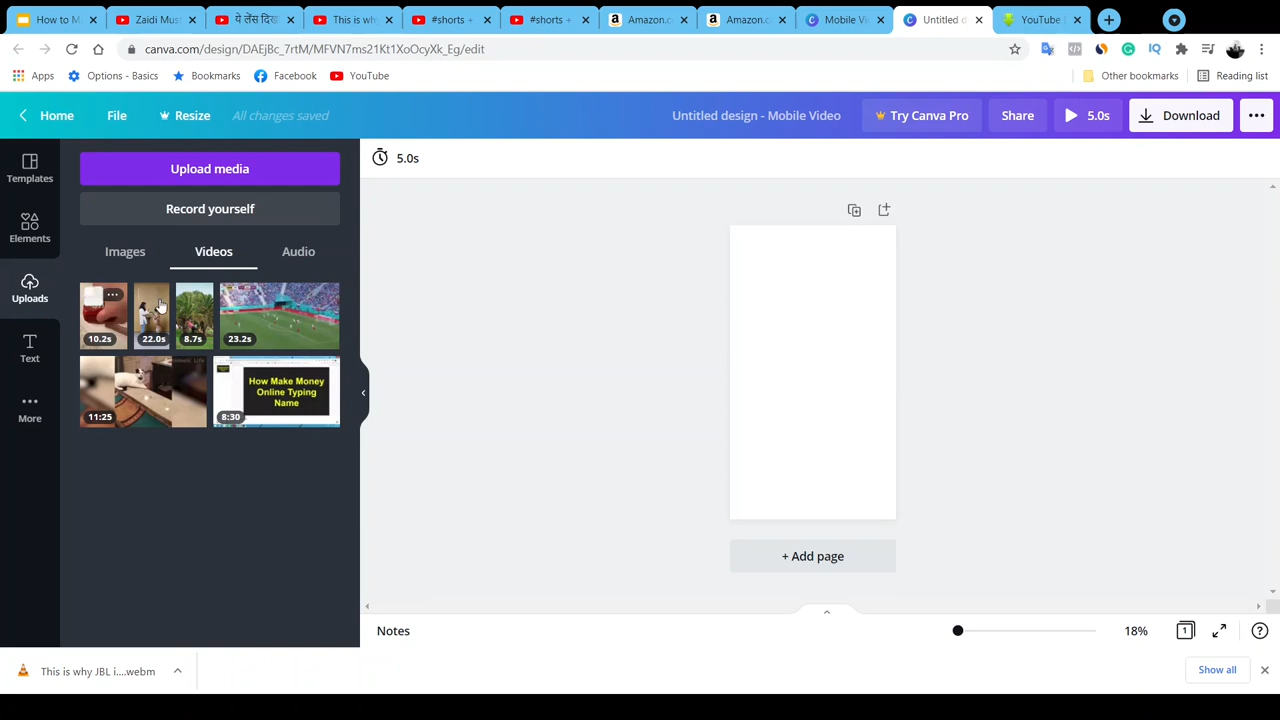 How to M
Zaidi Mus
ये लेंस दिर
This is why
#shorts
#shorts
Amazon.c
Amazon.c
Mobile Vi
Untitled d
YouTube
canva.com/design/DAEjBc_7rtM/MFVN7ms21Kt1XoOcyXk_Eg/edit
Apps
Options - Basics
Bookmarks
Facebook
YouTube
Other bookmarks
Reading list
Home
File
Resize
All changes saved
Untitled design - Mobile Video
Try Canva Pro
Share
5.0s
Download
Templates
Elements
Uploads
Text
More
Upload media
Record yourself
Images
Videos
Audio
10.2s
22.0s
8.7s
23.2s
11:25
How Make Money
Online Typing
Name
8:30
5.0s
+ Add page
Notes
18%
1
This is why JBL i....webm
Show all